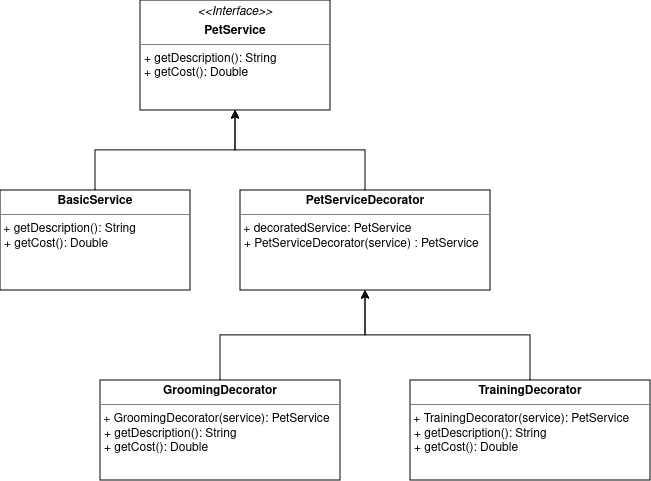 <<Interface>>
PetService
+ getDescription(): String
+ getCost(): Double
BasicService
+ getDescription(): String
+ getCost(): Double
PetServiceDecorator
+ decoratedService: PetService
+ PetServiceDecorator(service) : PetService
GroomingDecorator
+ GroomingDecorator(service): PetService
+ getDescription(): String
+ getCost(): Double
TrainingDecorator
+ TrainingDecorator(service): PetService
+ getDescription(): String
+ getCost(): Double